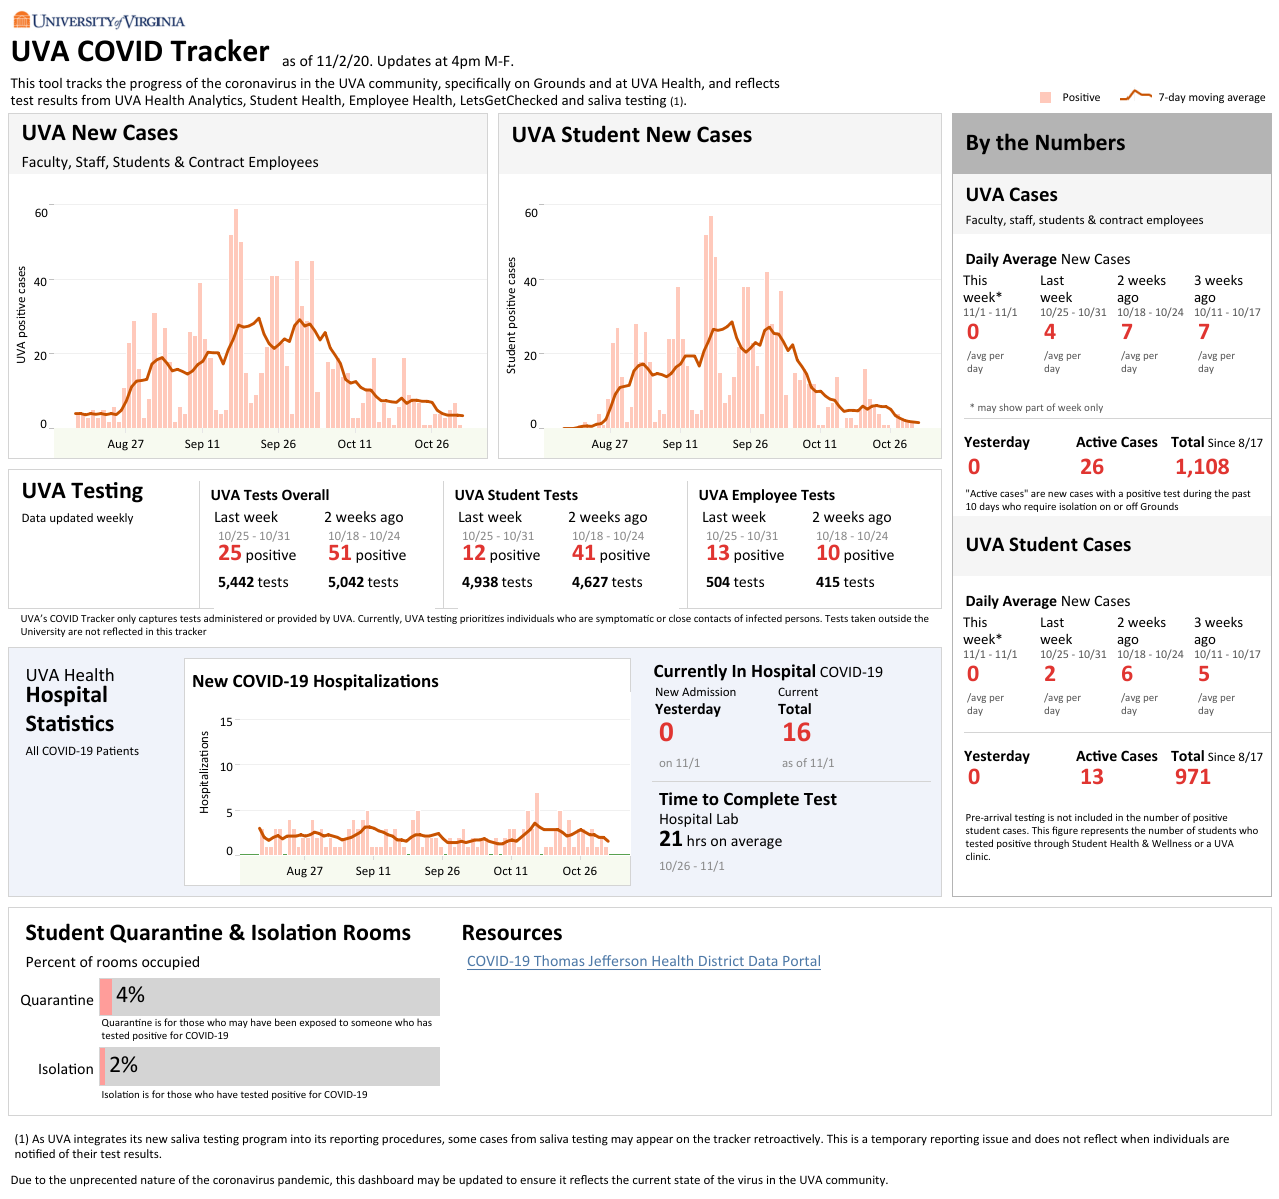 UNIVERSITY of VIRGINIA
UVA COVID Tracker as of 11/2/20. Updates at 4pm M-F.
This tool tracks the progress of the coronavirus in the UVA community, specifically on Grounds and at UVA Health, and reflects
test results from UVA Health Analytics, Student Health, Employee Health, LetsGetChecked and saliva testing (1).
Positive 7-day moving average
UVA New Cases
Faculty, Staff, Students & Contract Employees
UVA positive cases
60
40
20
0
Aug 27 Sep 11 Sep 26 Oct 11 Oct 26
UVA Student New Cases
Student positive cases
60
40
20
0
Aug 27 Sep 11 Sep 26 Oct 11 Oct 26
By the Numbers
UVA Cases
Faculty, staff, students & contract employees
Daily Average New Cases
This Last 2 weeks 3 weeks
week* week ago ago
11/1 - 11/1 10/25 - 10/31 10/18 - 10/24 10/11 - 10/17
0 4 7 7
/avg per /avg per /avg per /avg per
day day day day
* may show part of week only
Yesterday Active Cases Total Since 8/17
0 26 1,108
"Active cases" are new cases with a positive test during the past
10 days who require isolation on or off Grounds
UVA Student Cases
Daily Average New Cases
This Last 2 weeks 3 weeks
week* week ago ago
11/1 - 11/1 10/25 - 10/31 10/18 - 10/24 10/11 - 10/17
0 2 6 5
/avg per /avg per /avg per /avg per
day day day day
Yesterday Active Cases Total Since 8/17
0 13 971
Pre-arrival testing is not included in the number of positive
student cases. This figure represents the number of students who
tested positive through Student Health & Wellness or a UVA
clinic.
UVA Testing
Data updated weekly
UVA Tests Overall
Last week 2 weeks ago
10/25 - 10/31 10/18 - 10/24
25 positive 51 positive
5,442 tests 5,042 tests
UVA Student Tests
Last week 2 weeks ago
10/25 - 10/31 10/18 - 10/24
12 positive 41 positive
4,938 tests 4,627 tests
UVA Employee Tests
Last week 2 weeks ago
10/25 - 10/31 10/18 - 10/24
13 positive 10 positive
504 tests 415 tests
UVA's COVID Tracker only captures tests administered or provided by UVA. Currently, UVA testing prioritizes individuals who are symptomatic or close contacts of infected persons. Tests taken outside the
University are not reflected in this tracker
UVA Health
Hospital
Statistics
All COVID-19 Patients
New COVID-19 Hospitalizations
Hospitalizations
15
10
5
0
Aug 27 Sep 11 Sep 26 Oct 11 Oct 26
Currently In Hospital COVID-19
New Admission Current
Yesterday Total
0 16
on 11/1 as of 11/1
Time to Complete Test
Hospital Lab
21 hrs on average
10/26 - 11/1
Student Quarantine & Isolation Rooms
Percent of rooms occupied
Quarantine 4%
Quarantine is for those who may have been exposed to someone who has
tested positive for COVID-19
Isolation 2%
Isolation is for those who have tested positive for COVID-19
Resources
COVID-19 Thomas Jefferson Health District Data Portal
(1) As UVA integrates its new saliva testing program into its reporting procedures, some cases from saliva testing may appear on the tracker retroactively. This is a temporary reporting issue and does not reflect when individuals are
notified of their test results.
Due to the unprecented nature of the coronavirus pandemic, this dashboard may be updated to ensure it reflects the current state of the virus in the UVA community.